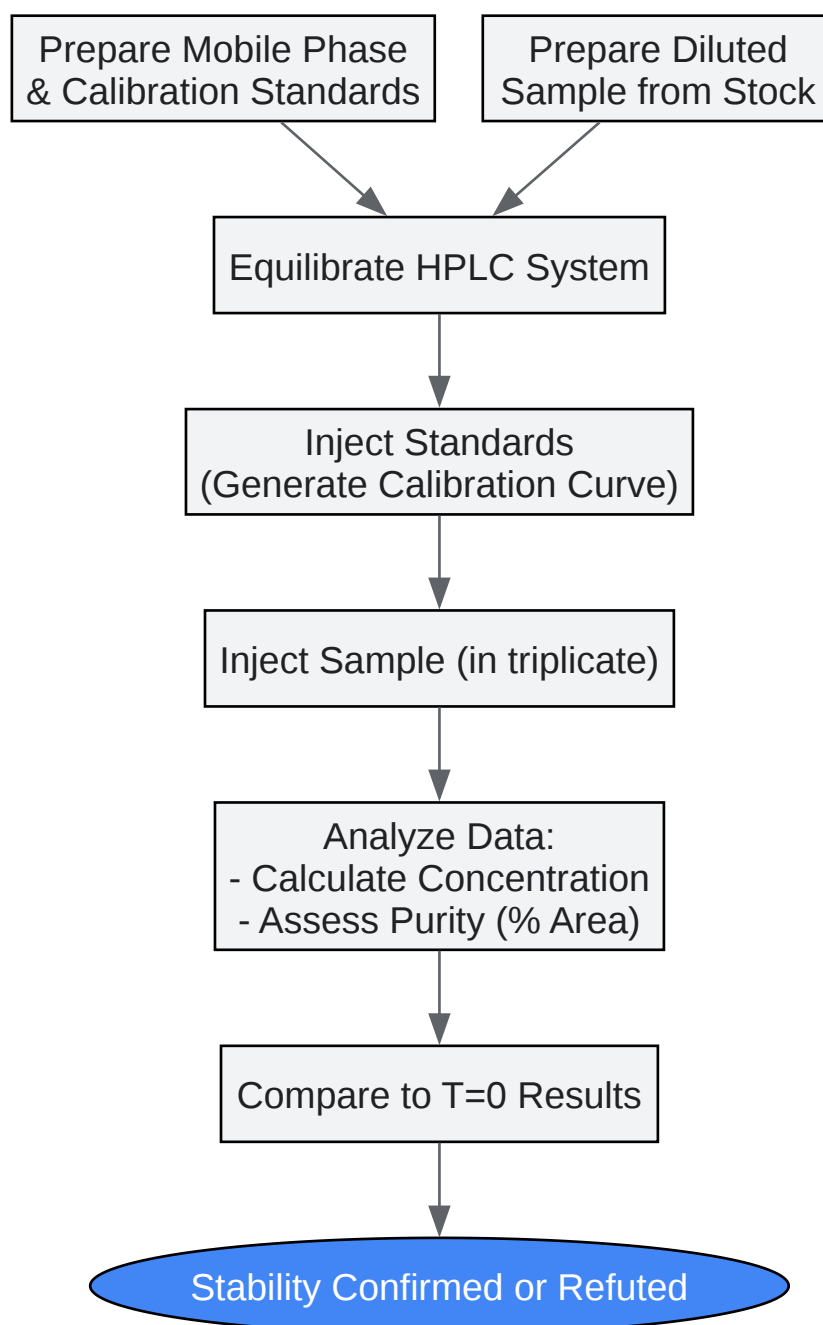 Prepare Mobile Phase
& Calibration Standards
Prepare Diluted
Sample from Stock
Equilibrate HPLC System
Inject Standards
(Generate Calibration Curve)
Inject Sample (in triplicate)
Analyze Data:
- Calculate Concentration
- Assess Purity (% Area)
Compare to T=0 Results
Stability Confirmed or Refuted